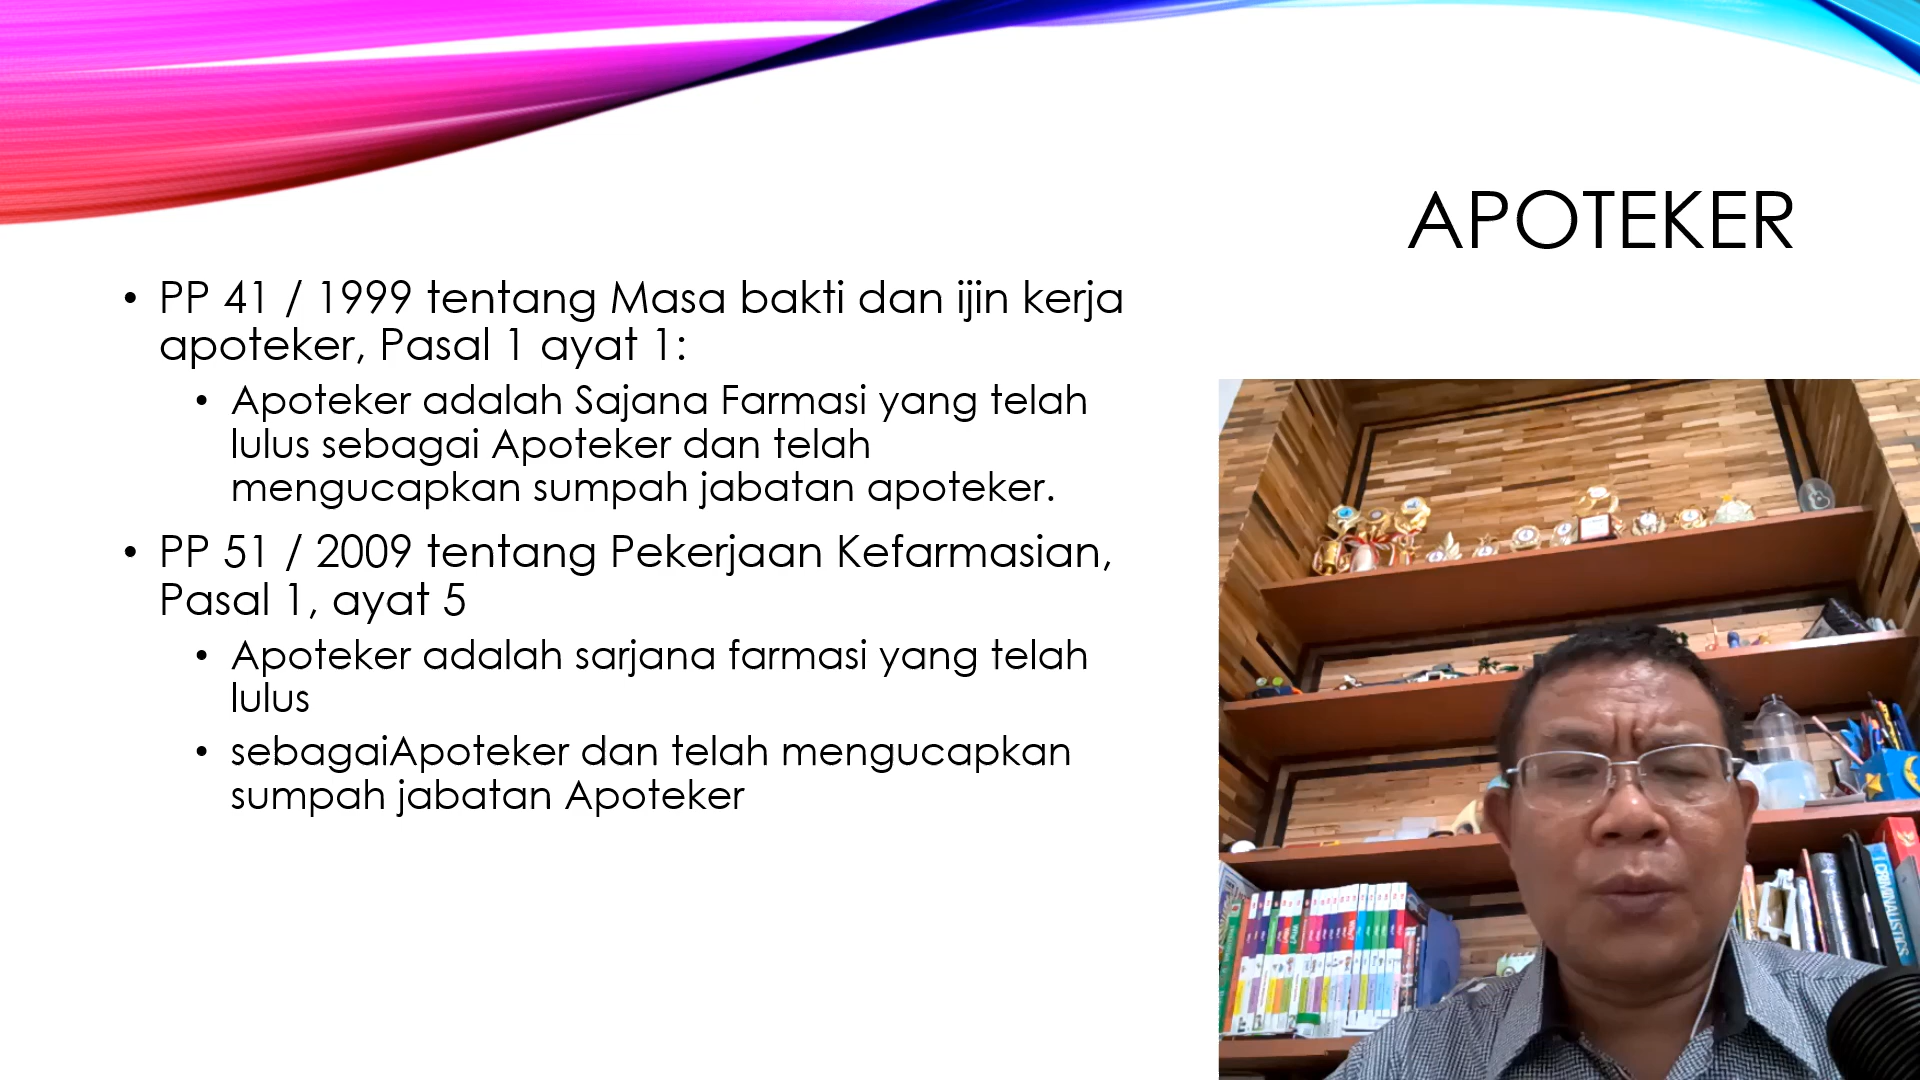 APOTEKER
• PP 41 / 1999 tentang Masa bakti dan ijin kerja
apoteker, Pasal 1 ayat 1:
• Apoteker adalah Sajana Farmasi yang telah
lulus sebagai Apoteker dan telah
mengucapkan sumpah jabatan apoteker.
• PP 51 / 2009 tentang Pekerjaan Kefarmasian,
Pasal 1, ayat 5
• Apoteker adalah sarjana farmasi yang telah
lulus
• sebagaiApoteker dan telah mengucapkan
sumpah jabatan Apoteker
CRIMINALISTICS